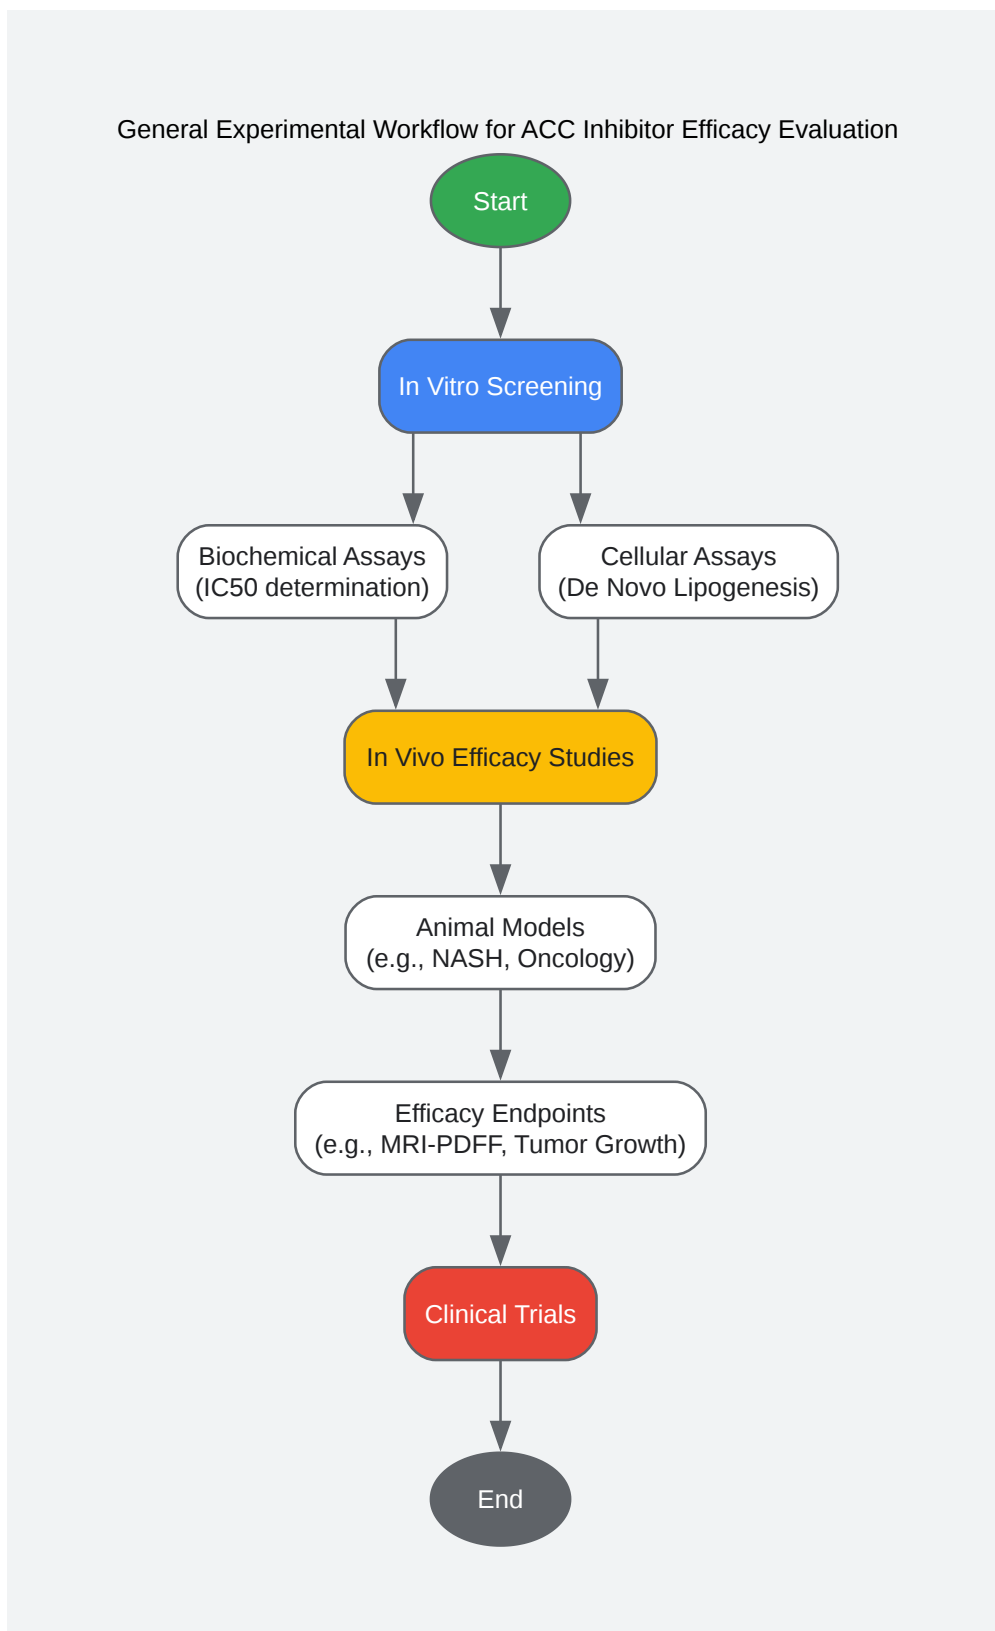 General Experimental Workflow for ACC Inhibitor Efficacy Evaluation
Start
In Vitro Screening
Biochemical Assays
(IC50 determination)
Cellular Assays
(De Novo Lipogenesis)
In Vivo Efficacy Studies
Animal Models
(e.g., NASH, Oncology)
Efficacy Endpoints
(e.g., MRI-PDFF, Tumor Growth)
Clinical Trials
End